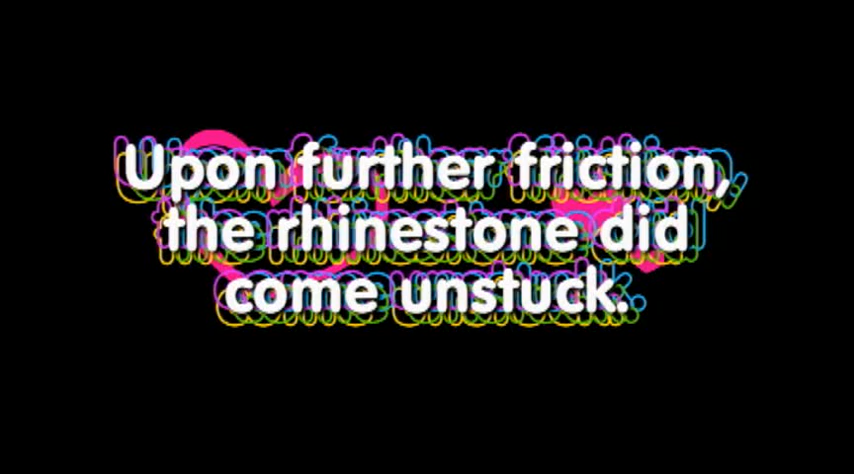 Upon further friction,
the rhinestone did
come unstuck.